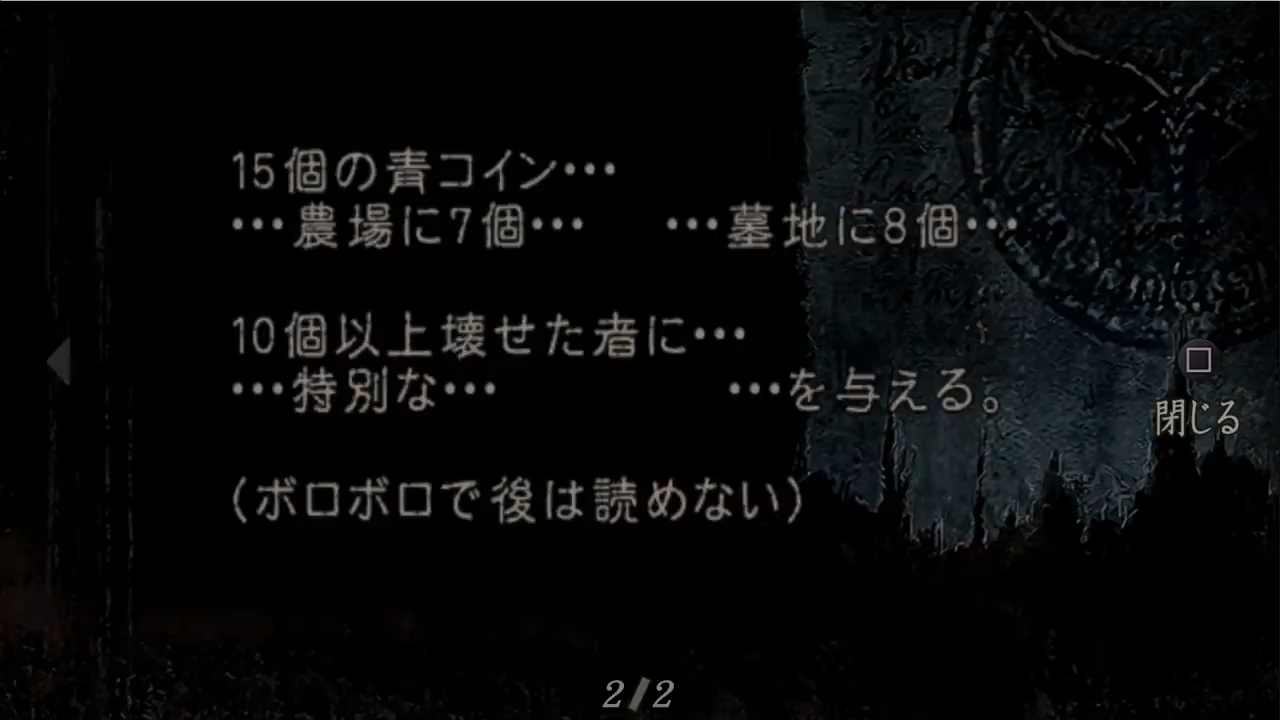 15個の青コイン…
…農場に7個… …墓地に8個…
10個以上壊せた者に…
…特別な… …を与える。
(ボロボロで後は読めない)
閉じる
2/2